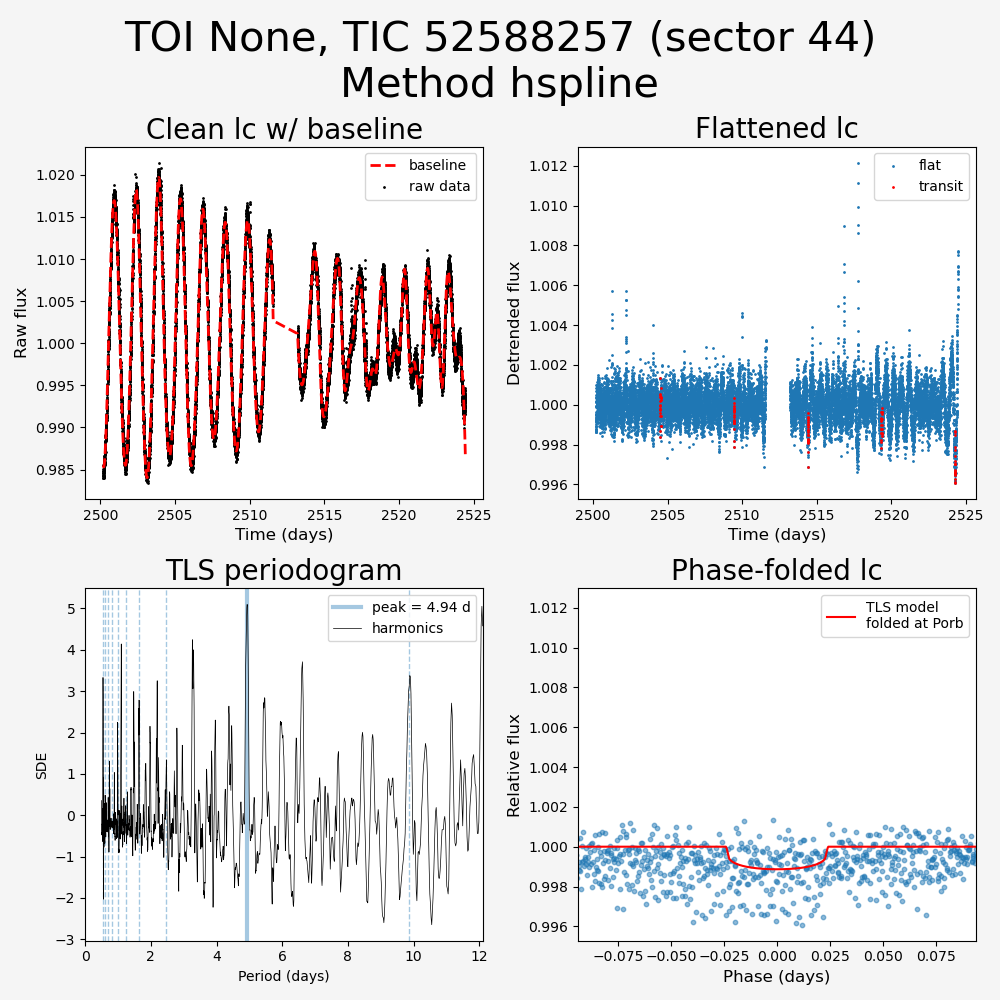 TOI None, TIC 52588257 (sector 44)
Method hspline
Clean lc w/ baseline
baseline
raw data
1.020
1.015
1.010
1.005
1.000
0.995
0.990
0.985
Raw flux
2500
2505
2510
2515
2520
2525
Time (days)
Flattened lc
flat
transit
1.012
1.010
1.008
1.006
1.004
1.002
1.000
0.998
0.996
Detrended flux
2500
2505
2510
2515
2520
2525
Time (days)
TLS periodogram
peak = 4.94 d
harmonics
5
4
3
2
1
0
−1
−2
−3
SDE
0
2
4
6
8
10
12
Period (days)
Phase-folded lc
TLS model
folded at Porb
1.012
1.010
1.008
1.006
1.004
1.002
1.000
0.998
0.996
Relative flux
−0.075
−0.050
−0.025
0.000
0.025
0.050
0.075
Phase (days)